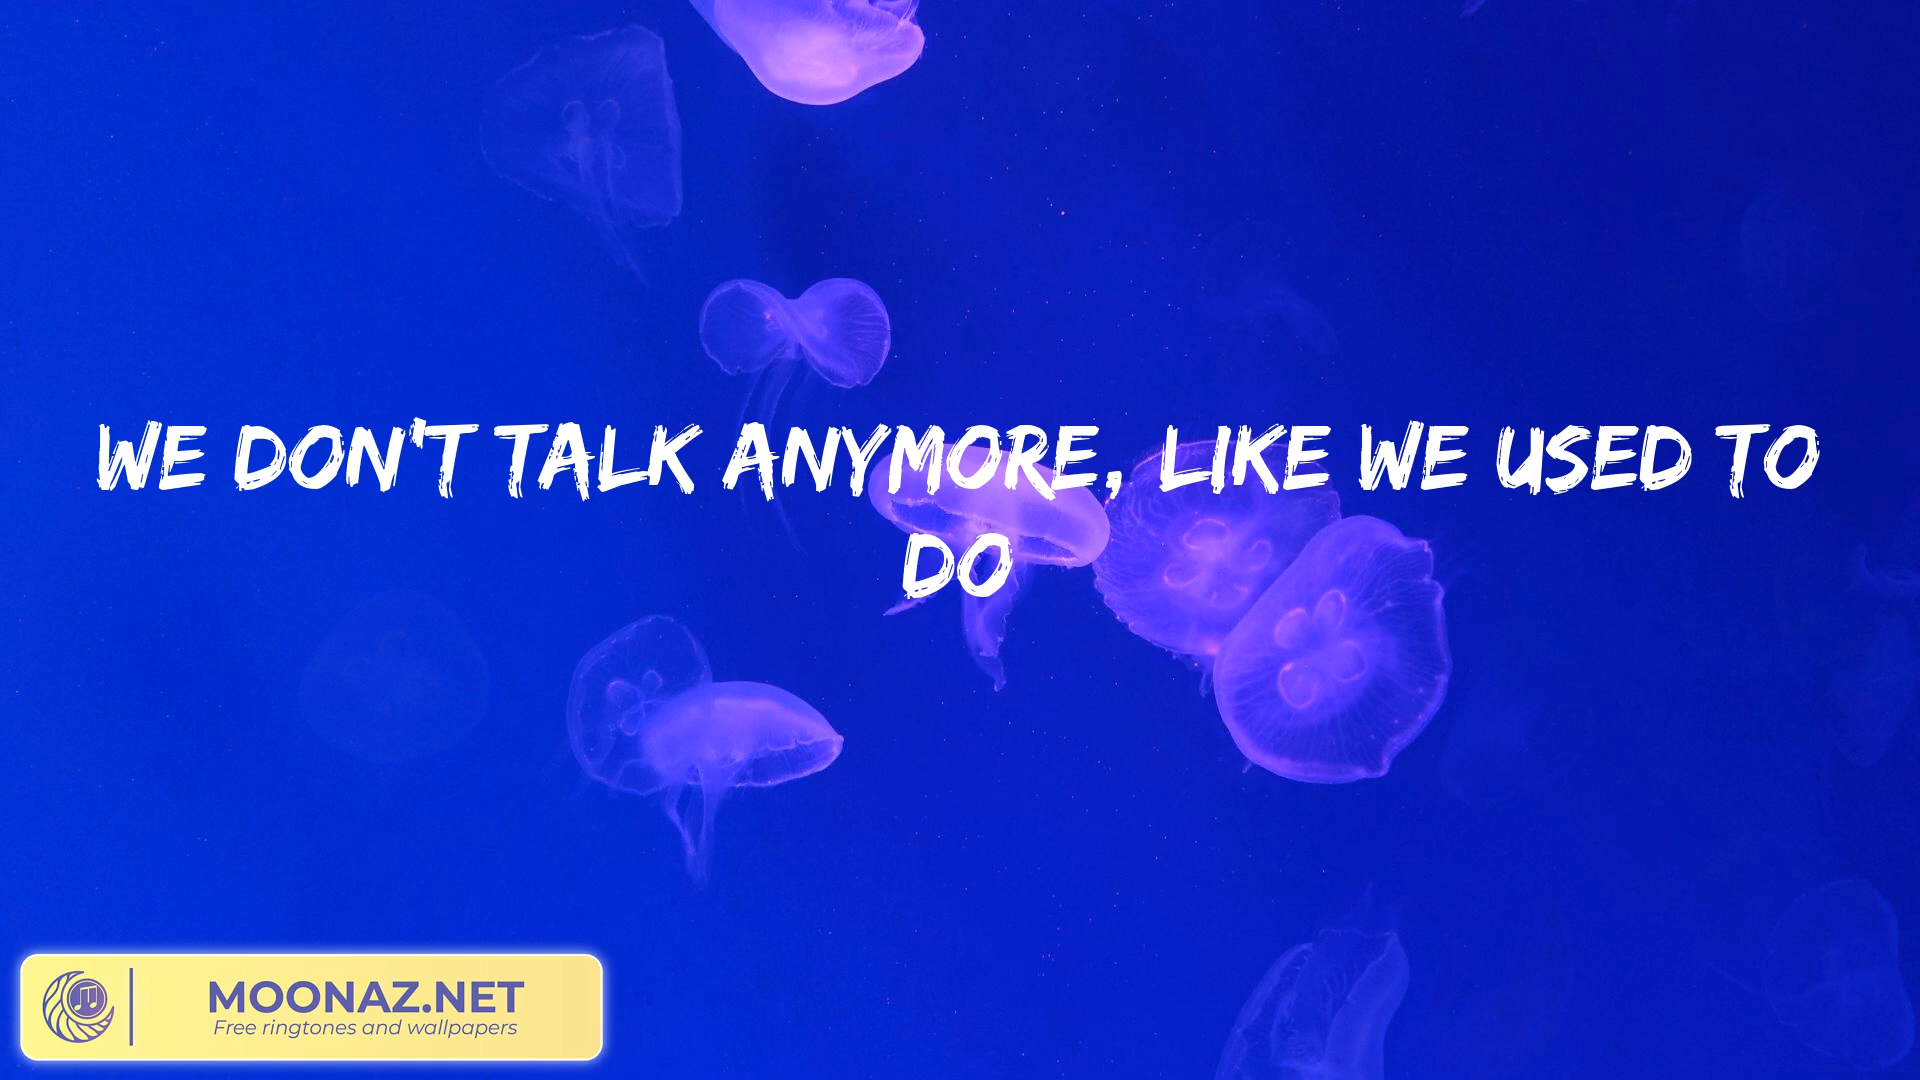 WE DON'T TALK ANYMORE, LIKE WE USED TO
DO
MOONAZ.NET
Free ringtones and wallpapers